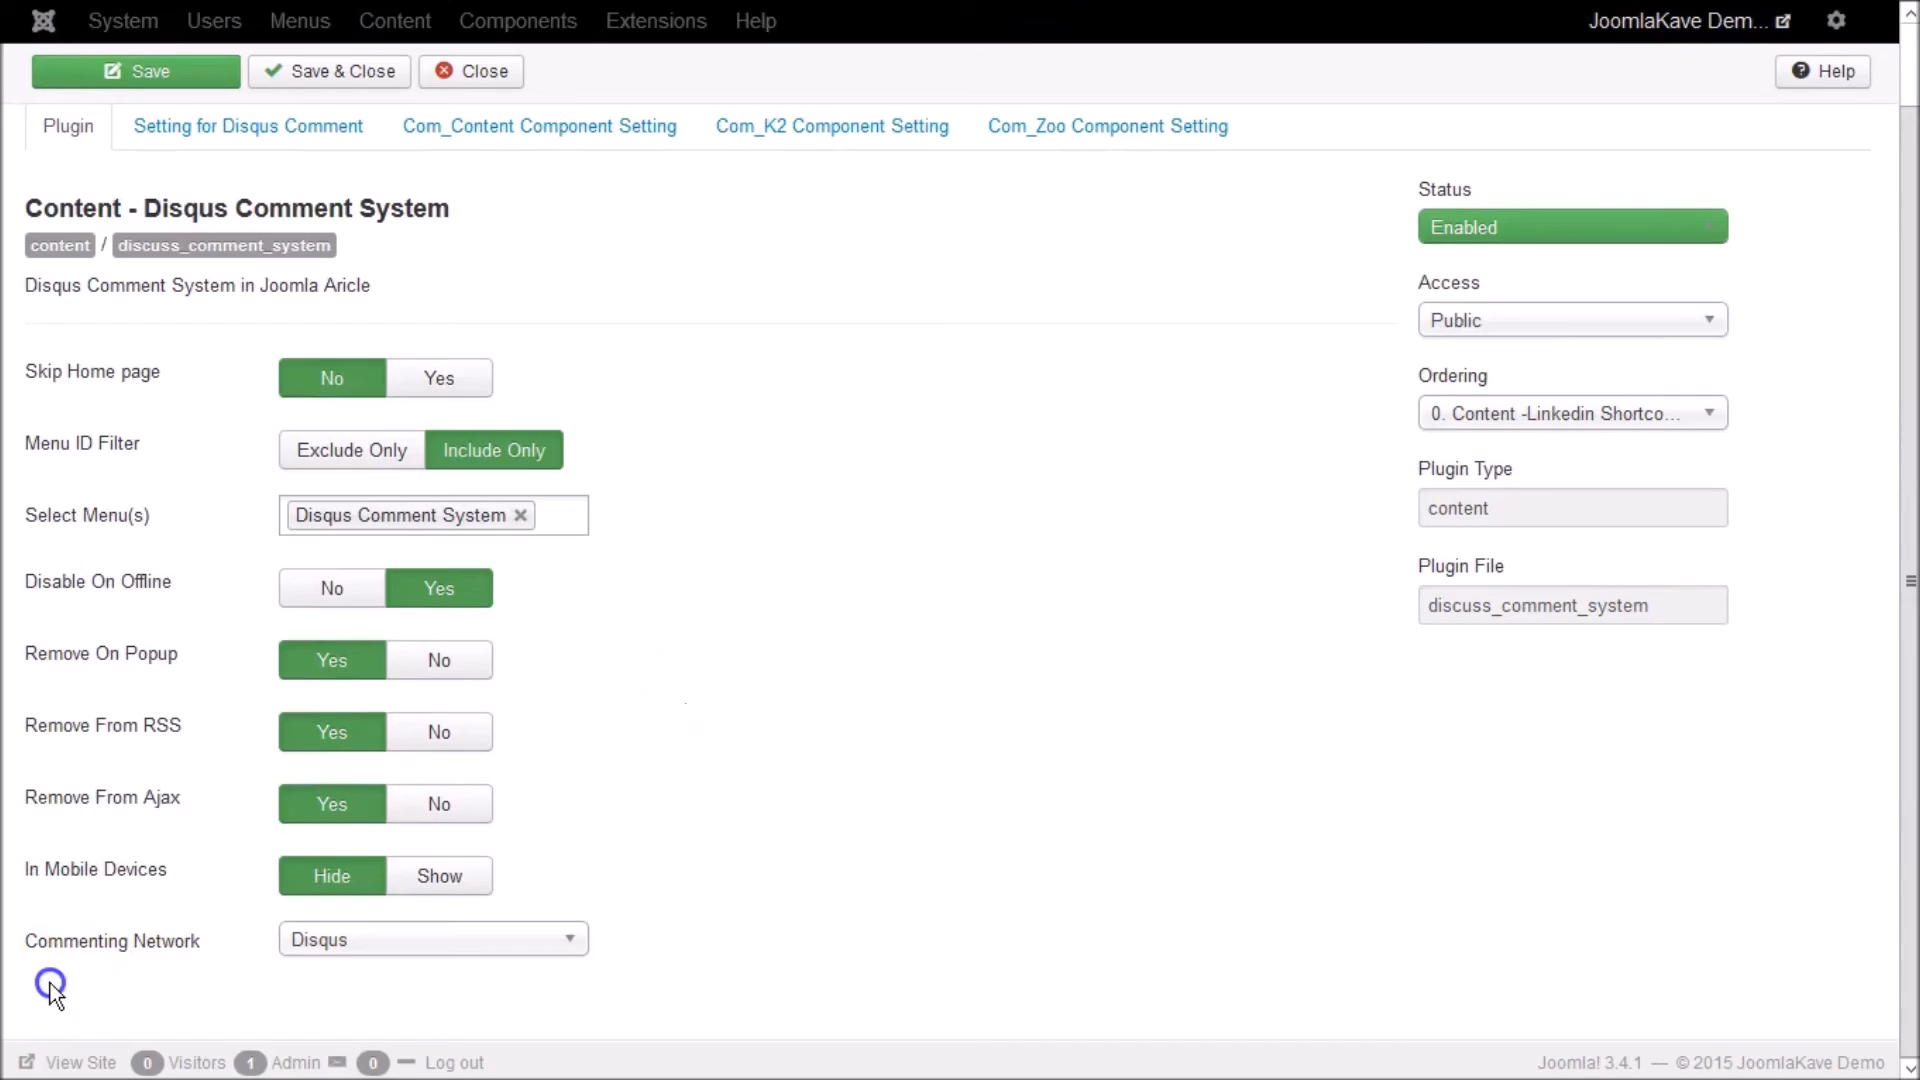 System Users Menus Content Components Extensions Help JoomlaKave Dem...
Save Save & Close Close Help
Plugin Setting for Disqus Comment Com_Content Component Setting Com_K2 Component Setting Com_Zoo Component Setting
Content - Disqus Comment System
content / discuss_comment_system
Disqus Comment System in Joomla Aricle
Skip Home page No Yes
Menu ID Filter Exclude Only Include Only
Select Menu(s) Disqus Comment System
Disable On Offline No Yes
Remove On Popup Yes No
Remove From RSS Yes No
Remove From Ajax Yes No
In Mobile Devices Hide Show
Commenting Network Disqus
Status
Enabled
Access
Public
Ordering
0. Content -Linkedin Shortco...
Plugin Type
content
Plugin File
discuss_comment_system
View Site 0 Visitors 1 Admin 0 Log out Joomla! 3.4.1 — © 2015 JoomlaKave Demo